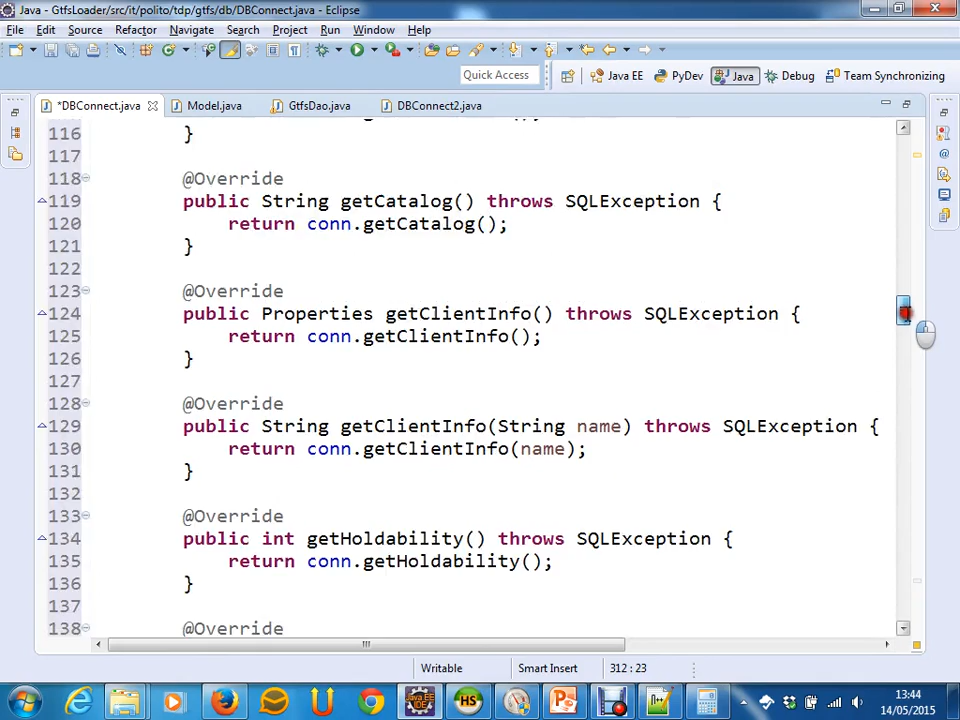 Java - GtfsLoader/src/it/polito/tdp/gtfs/db/DBConnect.java - Eclipse
File Edit Source Refactor Navigate Search Project Run Window Help
Quick Access Java EE PyDev Java Debug Team Synchronizing
*DBConnect.java Model.java GtfsDao.java DBConnect2.java
116 }
117
118 @Override
119 public String getCatalog() throws SQLException {
120 return conn.getCatalog();
121 }
122
123 @Override
124 public Properties getClientInfo() throws SQLException {
125 return conn.getClientInfo();
126 }
127
128 @Override
129 public String getClientInfo(String name) throws SQLException {
130 return conn.getClientInfo(name);
131 }
132
133 @Override
134 public int getHoldability() throws SQLException {
135 return conn.getHoldability();
136 }
137
138 @Override
Writable Smart Insert 312 : 23
13:44
14/05/2015